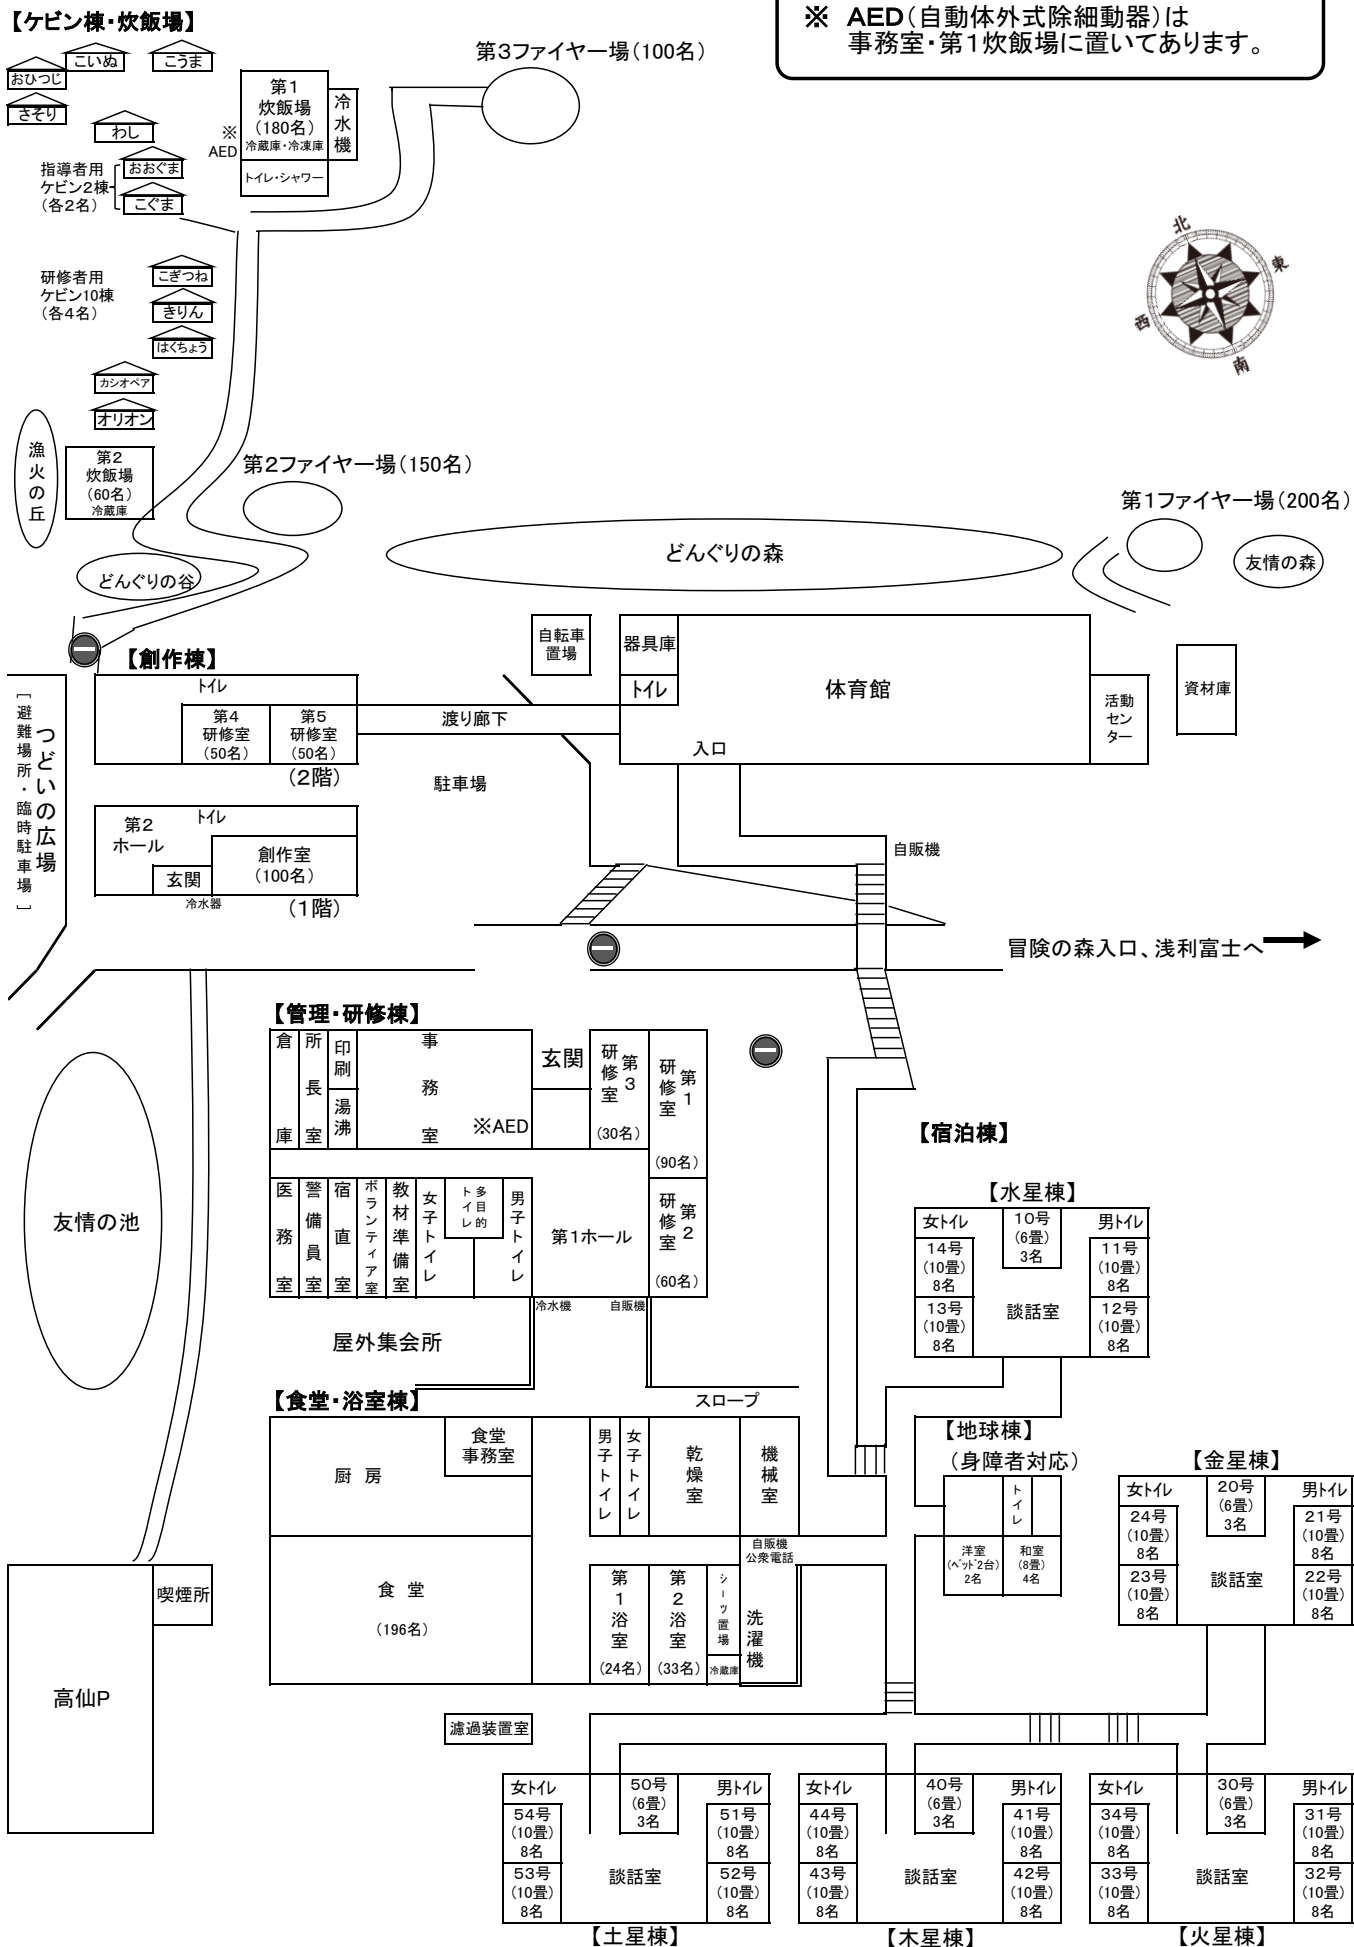 ※ AED(自動体外式除細動器)は
事務室・第1炊飯場に置いてあります。
【ケビン棟・炊飯場】
こいぬ
こうま
おひつじ
さそり
わし
指導者用
ケビン2棟
(各2名)
おおぐま
こぐま
※
AED
第1
炊飯場
(180名)
冷蔵庫・冷凍庫
冷水機
トイレ・シャワー
第3ファイヤー場(100名)
北
東
西
南
研修者用
ケビン10棟
(各4名)
こぎつね
きりん
はくちょう
カシオペア
オリオン
漁火の丘
第2
炊飯場
(60名)
冷蔵庫
第2ファイヤー場(150名)
どんぐりの谷
どんぐりの森
第1ファイヤー場(200名)
友情の森
【創作棟】
トイレ
第4
研修室
(50名)
第5
研修室
(50名)
(2階)
渡り廊下
自転車
置場
器具庫
トイレ
体育館
入口
活動
セン
ター
資材庫
つどいの広場
[避難場所・臨時駐車場]
駐車場
第2
ホール
トイレ
玄関
創作室
(100名)
冷水器
(1階)
自販機
冒険の森入口、浅利富士へ
【管理・研修棟】
倉庫
所長室
印刷
湯沸
事務室
※AED
玄関
第3
研修室
(30名)
第1
研修室
(90名)
医務室
警備員室
宿直室
ボランティア室
教材準備室
女子トイレ
多目的
トイレ
男子トイレ
第1ホール
第2
研修室
(60名)
冷水機
自販機
友情の池
屋外集会所
【宿泊棟】
【水星棟】
女トイレ
10号
(6畳)
3名
男トイレ
14号
(10畳)
8名
11号
(10畳)
8名
13号
(10畳)
8名
談話室
12号
(10畳)
8名
【食堂・浴室棟】
スロープ
厨房
食堂
事務室
男子トイレ
女子トイレ
乾燥室
機械室
自販機
公衆電話
食堂
(196名)
第1浴室
(24名)
第2浴室
(33名)
シーツ置場
冷蔵庫
洗濯機
濾過装置室
喫煙所
高仙P
【地球棟】
(身障者対応)
トイレ
洋室
(ベッド2台)
2名
和室
(8畳)
4名
【金星棟】
女トイレ
20号
(6畳)
3名
男トイレ
24号
(10畳)
8名
21号
(10畳)
8名
23号
(10畳)
8名
談話室
22号
(10畳)
8名
女トイレ
50号
(6畳)
3名
男トイレ
54号
(10畳)
8名
51号
(10畳)
8名
53号
(10畳)
8名
談話室
52号
(10畳)
8名
【土星棟】
女トイレ
40号
(6畳)
3名
男トイレ
44号
(10畳)
8名
41号
(10畳)
8名
43号
(10畳)
8名
談話室
42号
(10畳)
8名
【木星棟】
女トイレ
30号
(6畳)
3名
男トイレ
34号
(10畳)
8名
31号
(10畳)
8名
33号
(10畳)
8名
談話室
32号
(10畳)
8名
【火星棟】